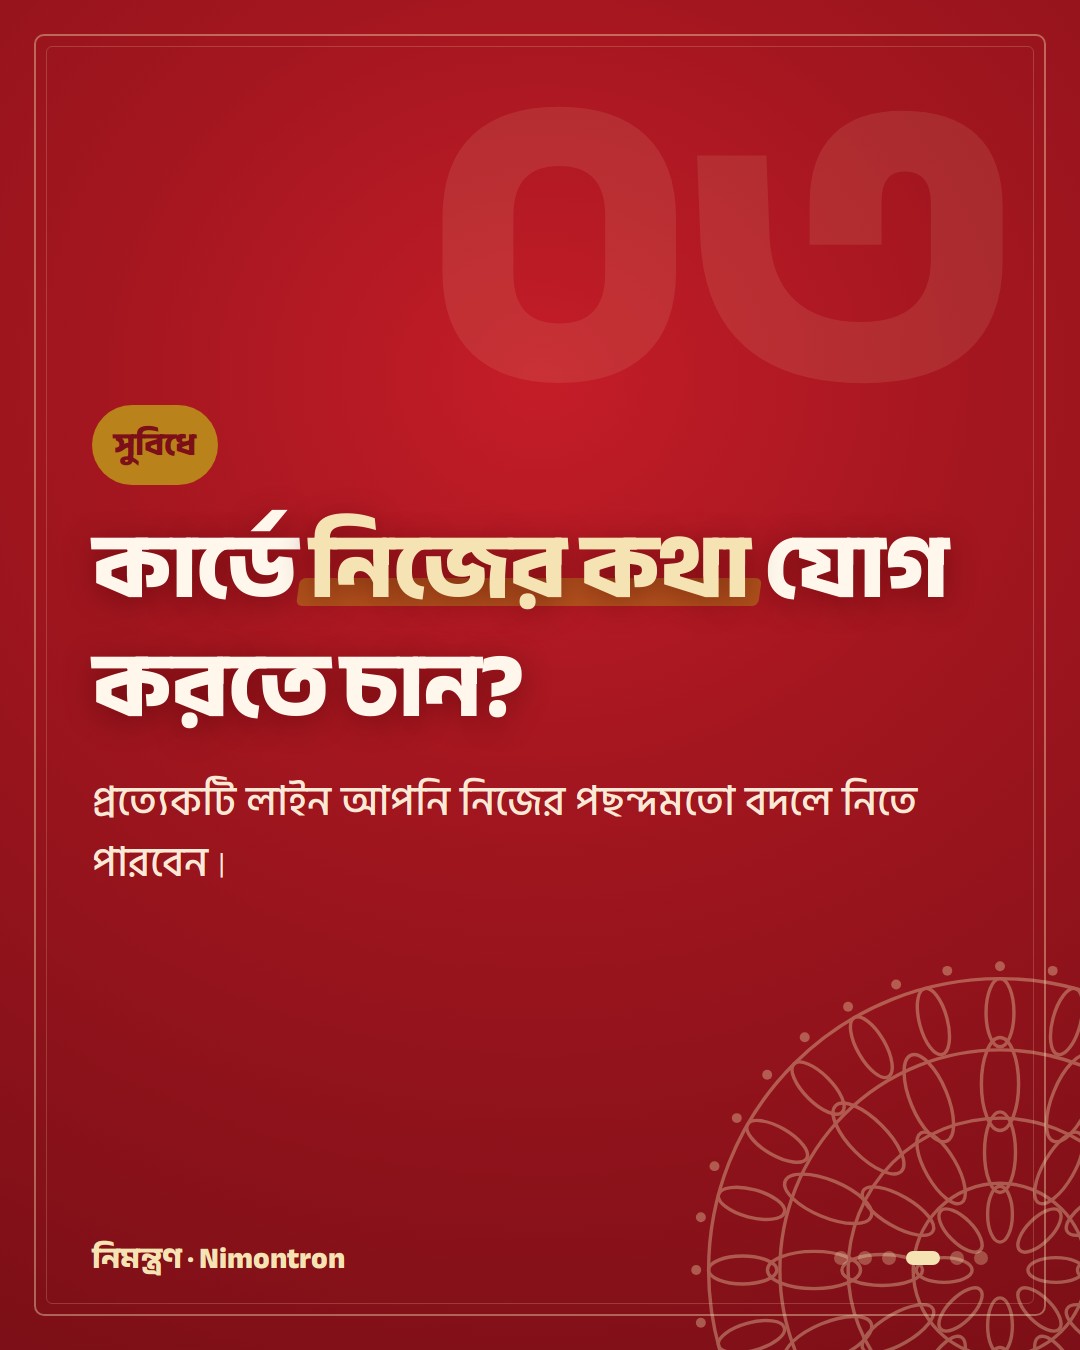 ০৩
সুবিধে
কার্ডে নিজের কথা যোগ
করতে চান?
প্রত্যেকটি লাইন আপনি নিজের পছন্দমতো বদলে নিতে
পারবেন।
নিমন্ত্রণ · Nimontron